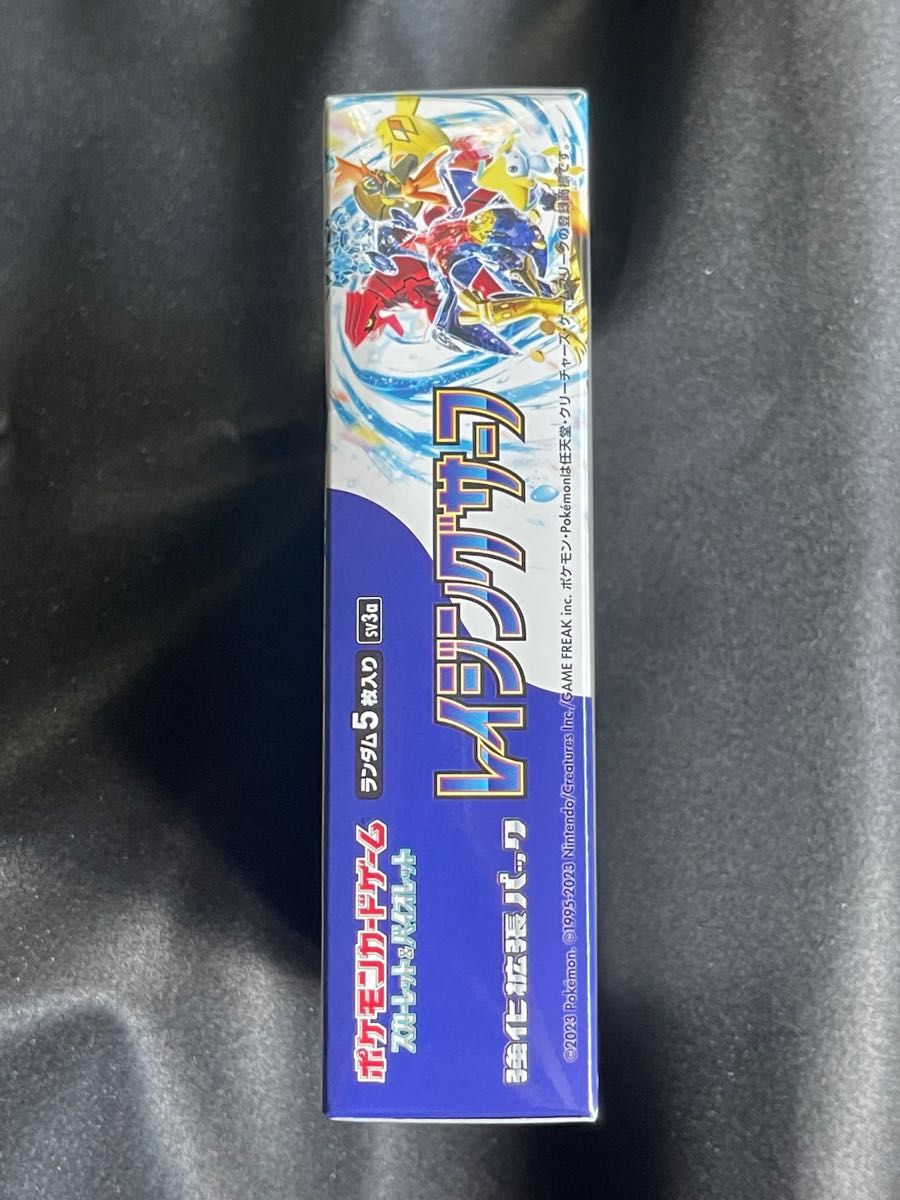 ポケモンカードゲーム
スカーレット&バイオレット
ランダム5枚入り
SV3a
強化拡張パック
レイジングサーフ
©2023 Pokémon. ©1995-2023 Nintendo/Creatures Inc./GAME FREAK inc. ポケモン・Pokémonは任天堂・クリーチャーズ・ゲームフリークの登録商標です。